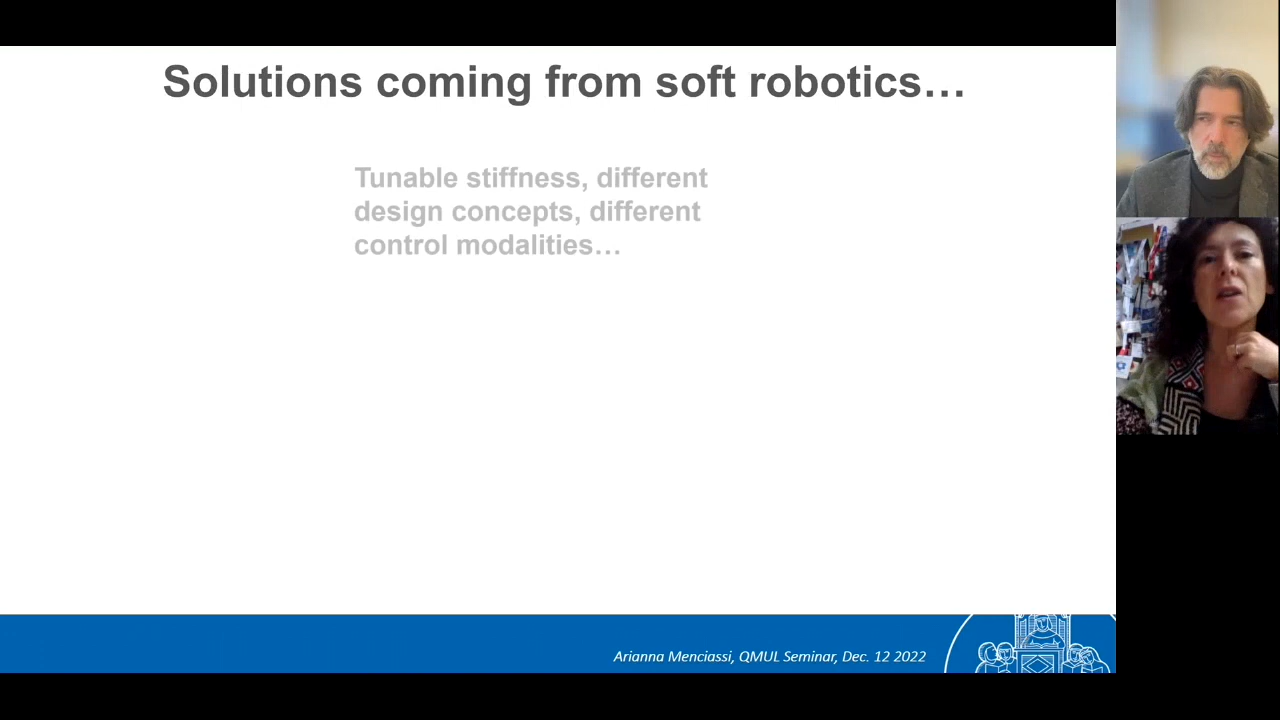 Solutions coming from soft robotics…
Tunable stiffness, different
design concepts, different
control modalities…
Arianna Menciassi, QMUL Seminar, Dec. 12 2022